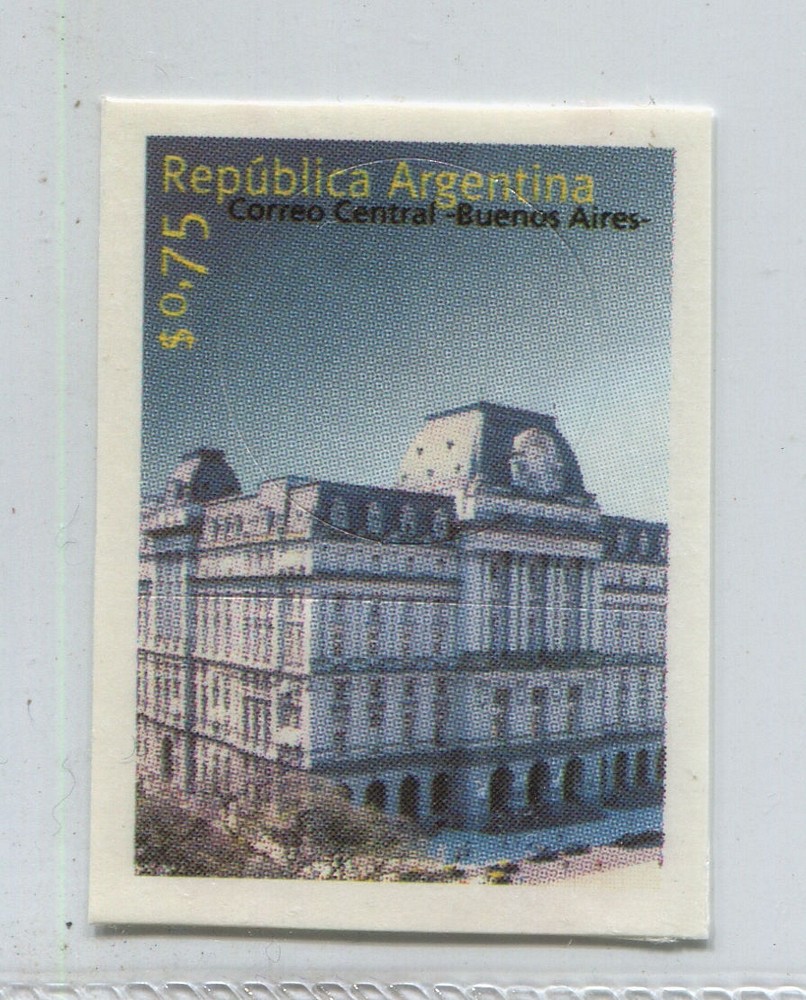 República Argentina
Correo Central -Buenos Aires-
$0,75